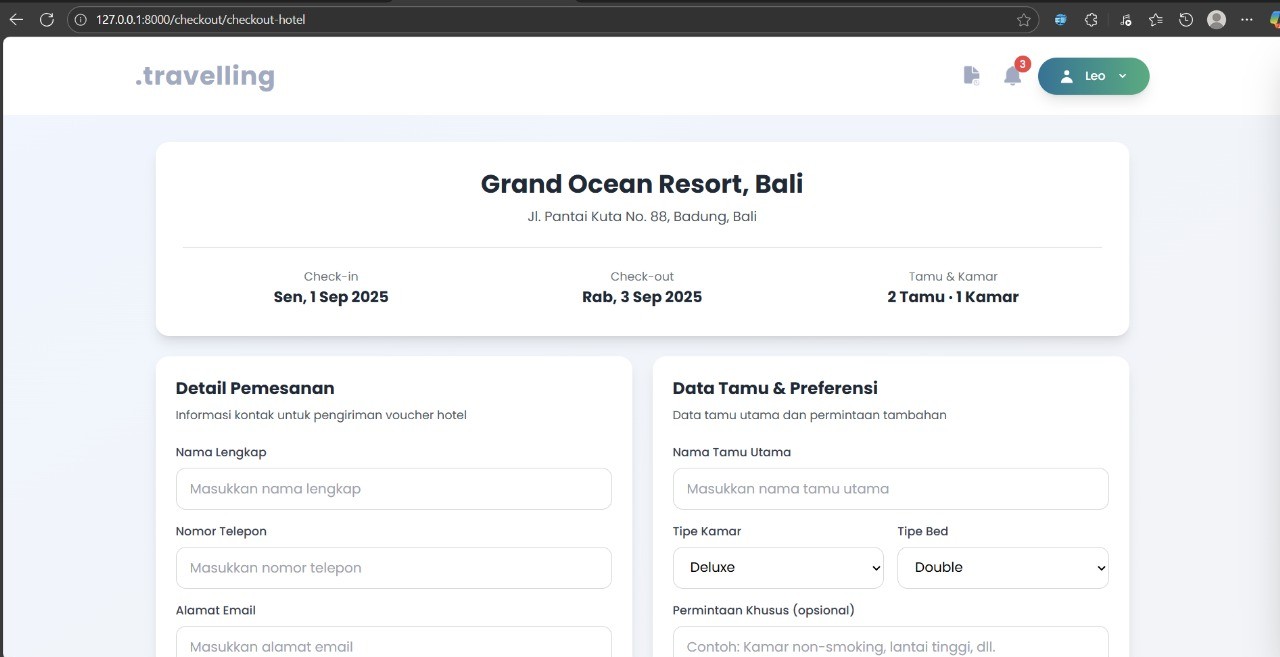 127.0.0.1:8000/checkout/checkout-hotel
.travelling
3
Leo
Grand Ocean Resort, Bali
Jl. Pantai Kuta No. 88, Badung, Bali
Check-in
Sen, 1 Sep 2025
Check-out
Rab, 3 Sep 2025
Tamu & Kamar
2 Tamu · 1 Kamar
Detail Pemesanan
Informasi kontak untuk pengiriman voucher hotel
Nama Lengkap
Masukkan nama lengkap
Nomor Telepon
Masukkan nomor telepon
Alamat Email
Masukkan alamat email
Data Tamu & Preferensi
Data tamu utama dan permintaan tambahan
Nama Tamu Utama
Masukkan nama tamu utama
Tipe Kamar
Deluxe
Tipe Bed
Double
Permintaan Khusus (opsional)
Contoh: Kamar non-smoking, lantai tinggi, dll.